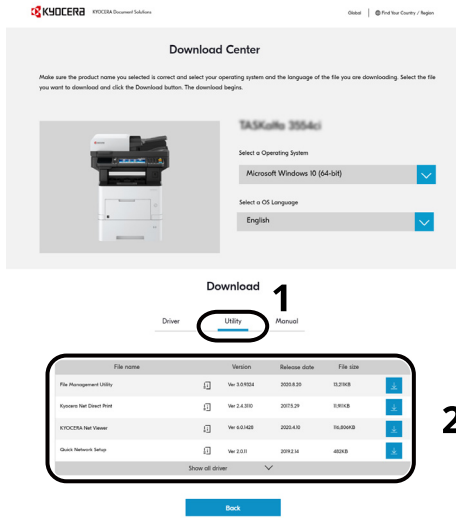 KYOCERA KYOCERA Document Solutions Global Find Your Country / Region
Download Center
Make sure the product name you selected is correct and select your operating system and the language of the file you are downloading. Select the file
you want to download and click the Download button. The download begins.
TASKalfa 3554ci
Select a Operating System
Microsoft Windows 10 (64-bit)
Select a OS Language
English
Download
1
Driver Utility Manual
File name Version Release date File size
File Management Utility Ver 3.0.9324 2020.8.20 13,211KB
Kyocera Net Direct Print Ver 2.4.3110 2017.5.29 11,911KB
KYOCERA Net Viewer Ver 6.0.1428 2023.4.10 116,806KB
Quick Network Setup Ver 2.0.11 2019.2.14 482KB
2
Show all driver
Back